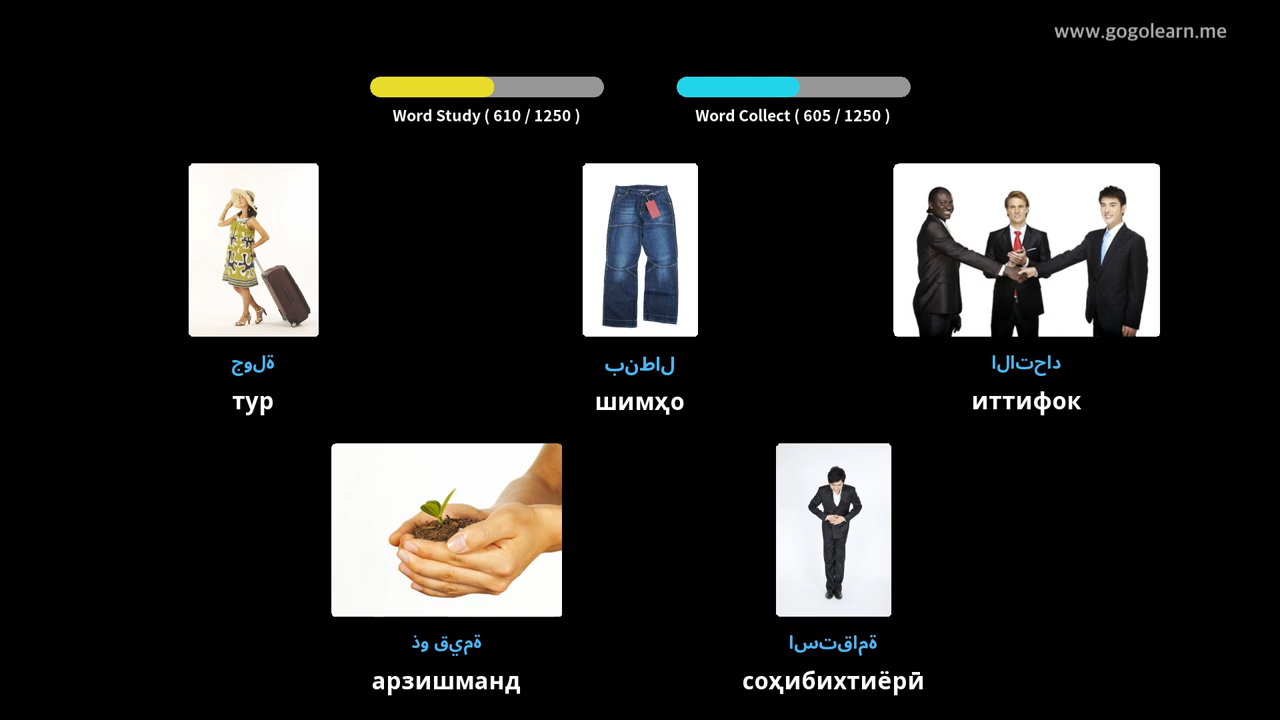 www.gogolearn.me
Word Study ( 610 / 1250 )
Word Collect ( 605 / 1250 )
جولة
بنطال
الاتحاد
тур
шимҳо
иттифок
ذو قيمة
استقامة
арзишманд
соҳибихтиёрӣ